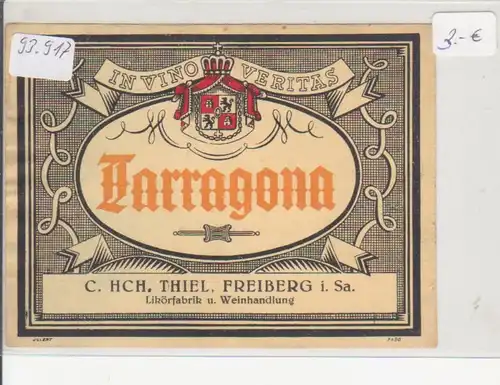 93.917
3.-€
IN VINO VERITAS
Tarragona
C. HCH. THIEL, FREIBERG i. Sa.
Likörfabrik u. Weinhandlung